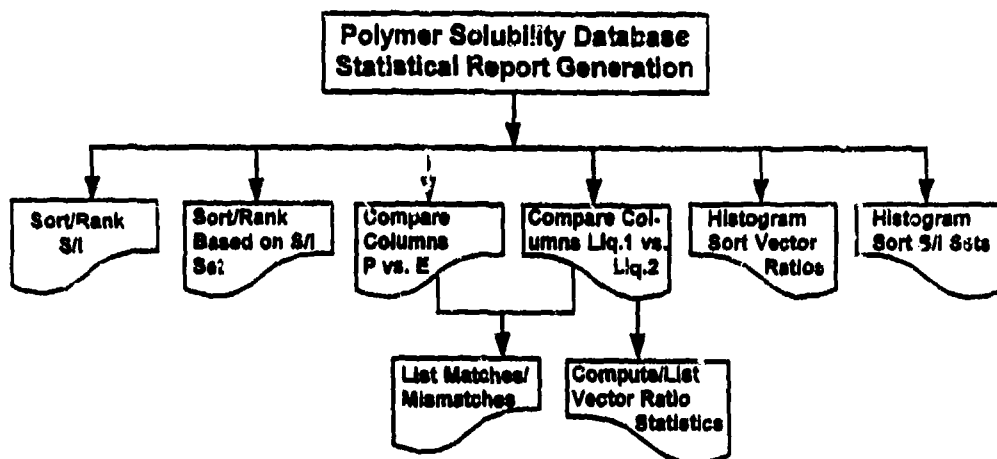 Polymer Solubility Database
Statistical Report Generation
Sort/Rank
S/I
Sort/Rank
Based on S/I
Set
Compare
Columns
P vs. E
Compare Col-
umns Liq.1 vs.
Liq.2
Histogram
Sort Vector
Ratios
Histogram
Sort S/I Sets
List Matches/
Mismatches
Compute/List
Vector Ratio
Statistics